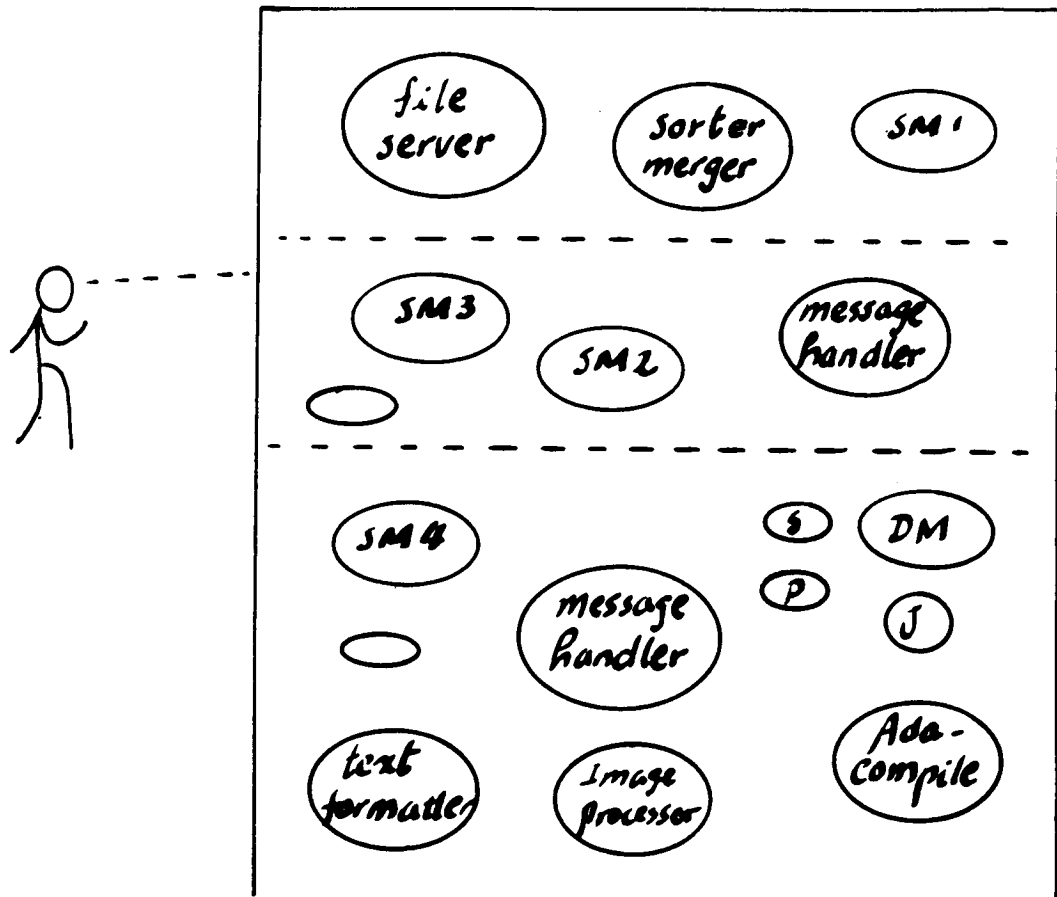 file
server
sorter
merger
SM1
SM3
SM2
message
handler
SM4
S
DM
P
J
message
handler
text
formatter
Image
processor
Ada-
compile